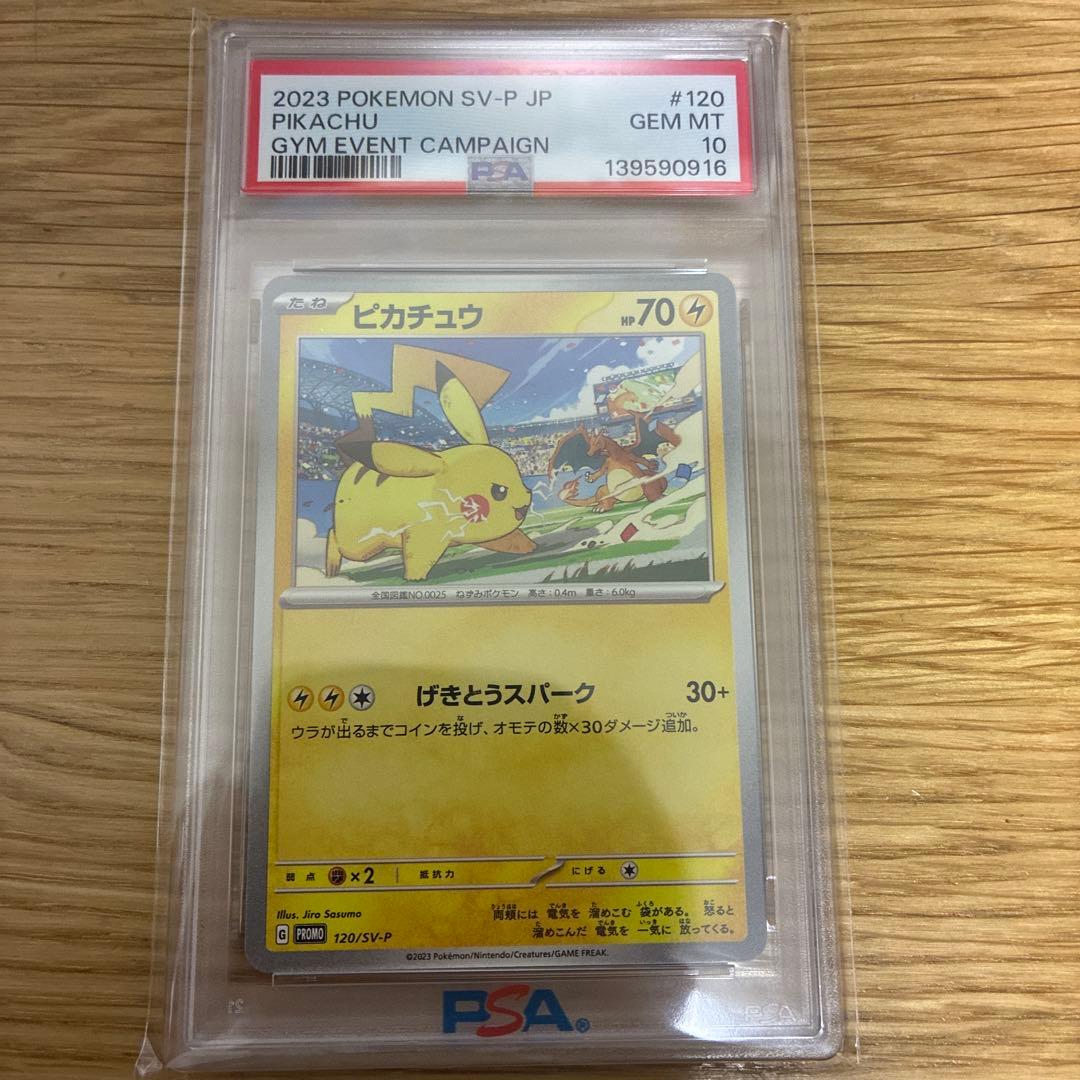 2023 POKEMON SV-P JP #120
PIKACHU GEM MT
GYM EVENT CAMPAIGN 10
PSA 139590916
たね ピカチュウ HP70
全国図鑑NO.0025 ねずみポケモン 高さ:0.4m 重さ:6.0kg
げきとうスパーク 30+
ウラが出るまでコインを投げ、オモテの数×30ダメージ追加。
弱点 ×2 抵抗力 にげる
Illus. Jiro Sasumo
両頬には 電気を 溜めこむ 袋がある。 怒ると
溜めこんだ 電気を 一気に 放ってくる。
G PROMO 120/SV-P
©2023 Pokémon/Nintendo/Creatures/GAME FREAK.
PSA®